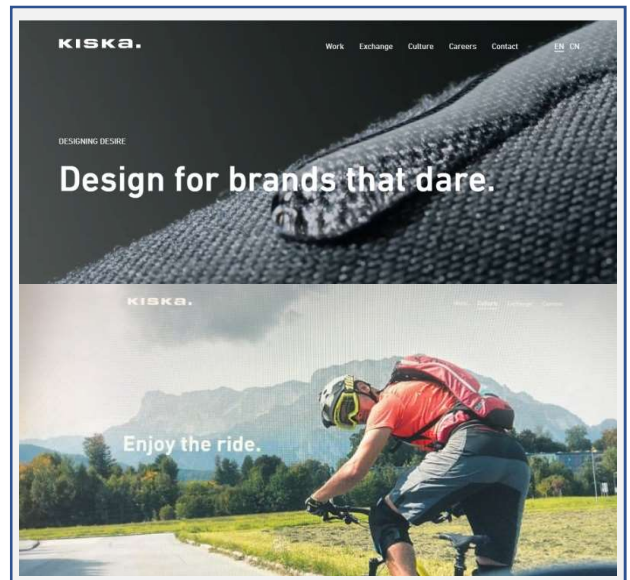 KISKA.
Work Exchange Culture Careers Contact EN CN
DESIGNING DESIRE
Design for brands that dare.
KISKA.
Culture
Enjoy the ride.